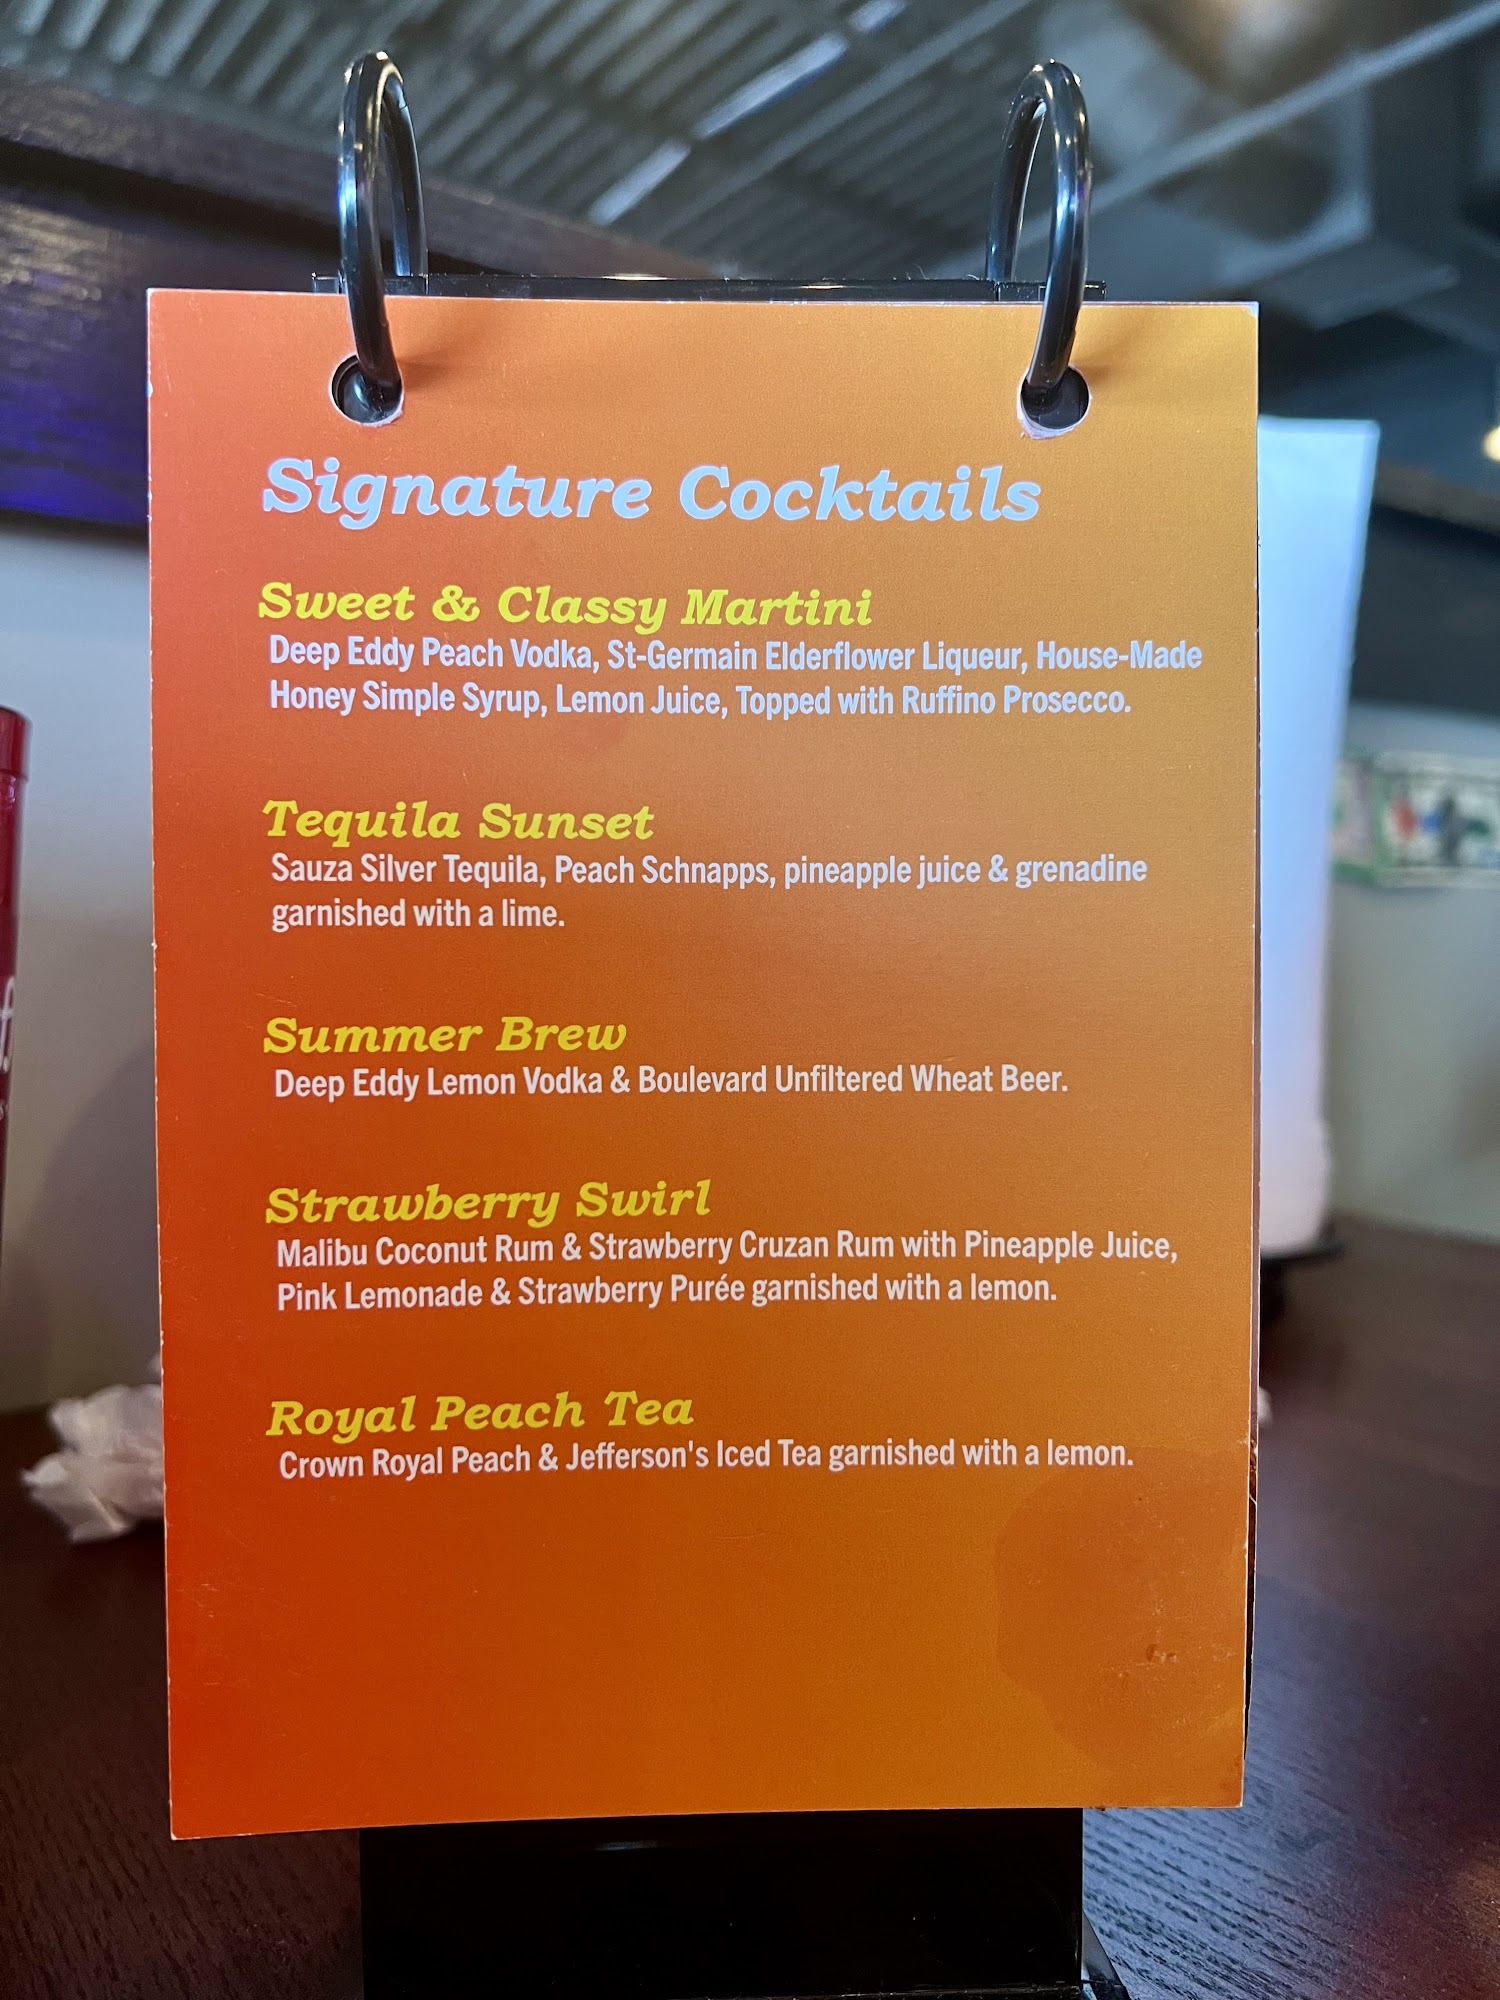 Signature Cocktails
Sweet & Classy Martini
Deep Eddy Peach Vodka, St-Germain Elderflower Liqueur, House-Made
Honey Simple Syrup, Lemon Juice, Topped with Ruffino Prosecco.
Tequila Sunset
Sauza Silver Tequila, Peach Schnapps, pineapple juice & grenadine
garnished with a lime.
Summer Brew
Deep Eddy Lemon Vodka & Boulevard Unfiltered Wheat Beer.
Strawberry Swirl
Malibu Coconut Rum & Strawberry Cruzan Rum with Pineapple Juice,
Pink Lemonade & Strawberry Purée garnished with a lemon.
Royal Peach Tea
Crown Royal Peach & Jefferson's Iced Tea garnished with a lemon.